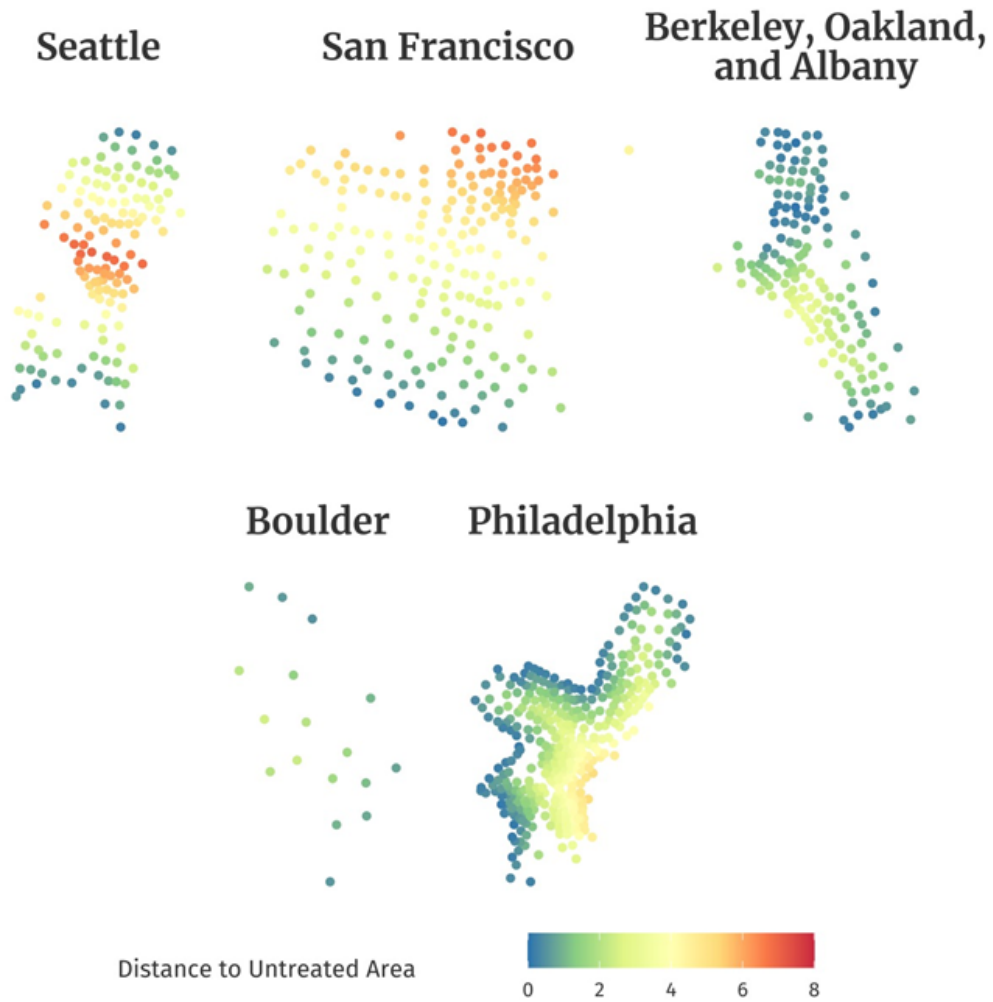 Seattle
San Francisco
Berkeley, Oakland,
and Albany
Boulder
Philadelphia
Distance to Untreated Area
0 2 4 6 8